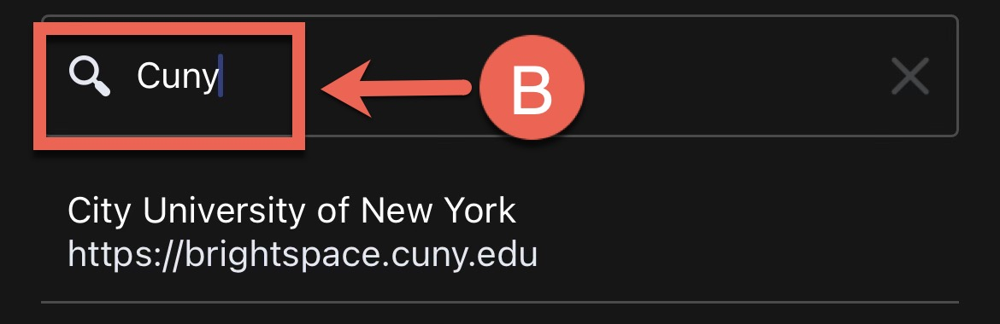 Cuny
B
City University of New York
https://brightspace.cuny.edu